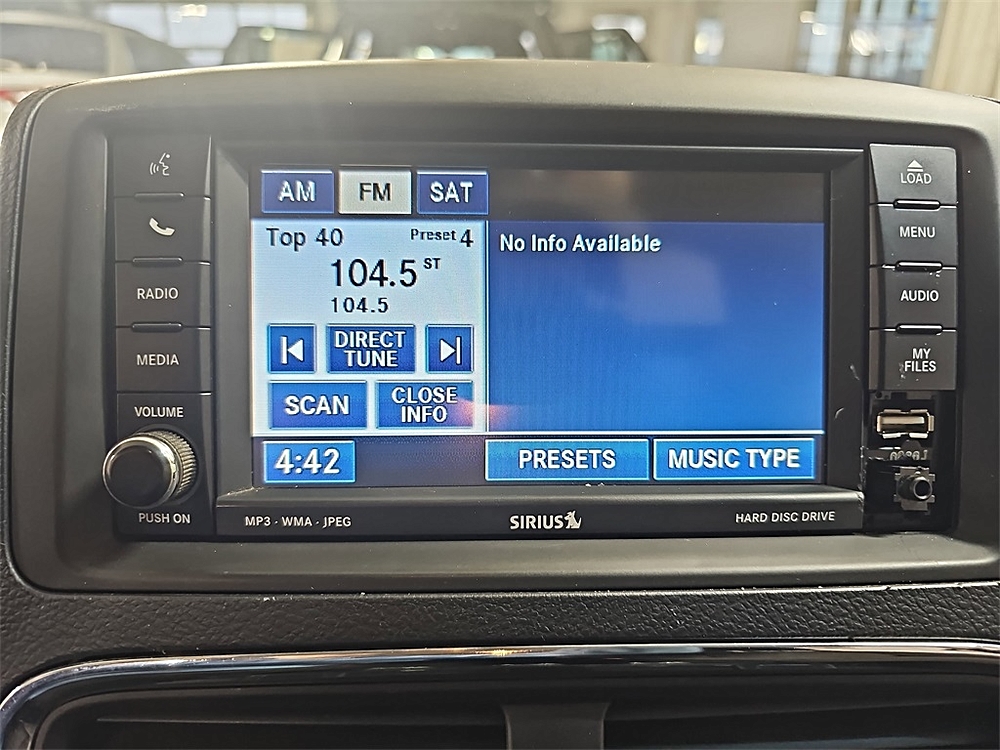 AM FM SAT
Top 40 Preset 4
104.5 ST
104.5
DIRECT
TUNE
SCAN
CLOSE
INFO
No Info Available
4:42
PRESETS
MUSIC TYPE
RADIO
MEDIA
VOLUME
PUSH ON
LOAD
MENU
AUDIO
MY
FILES
MP3 - WMA - JPEG
SIRIUS
HARD DISC DRIVE